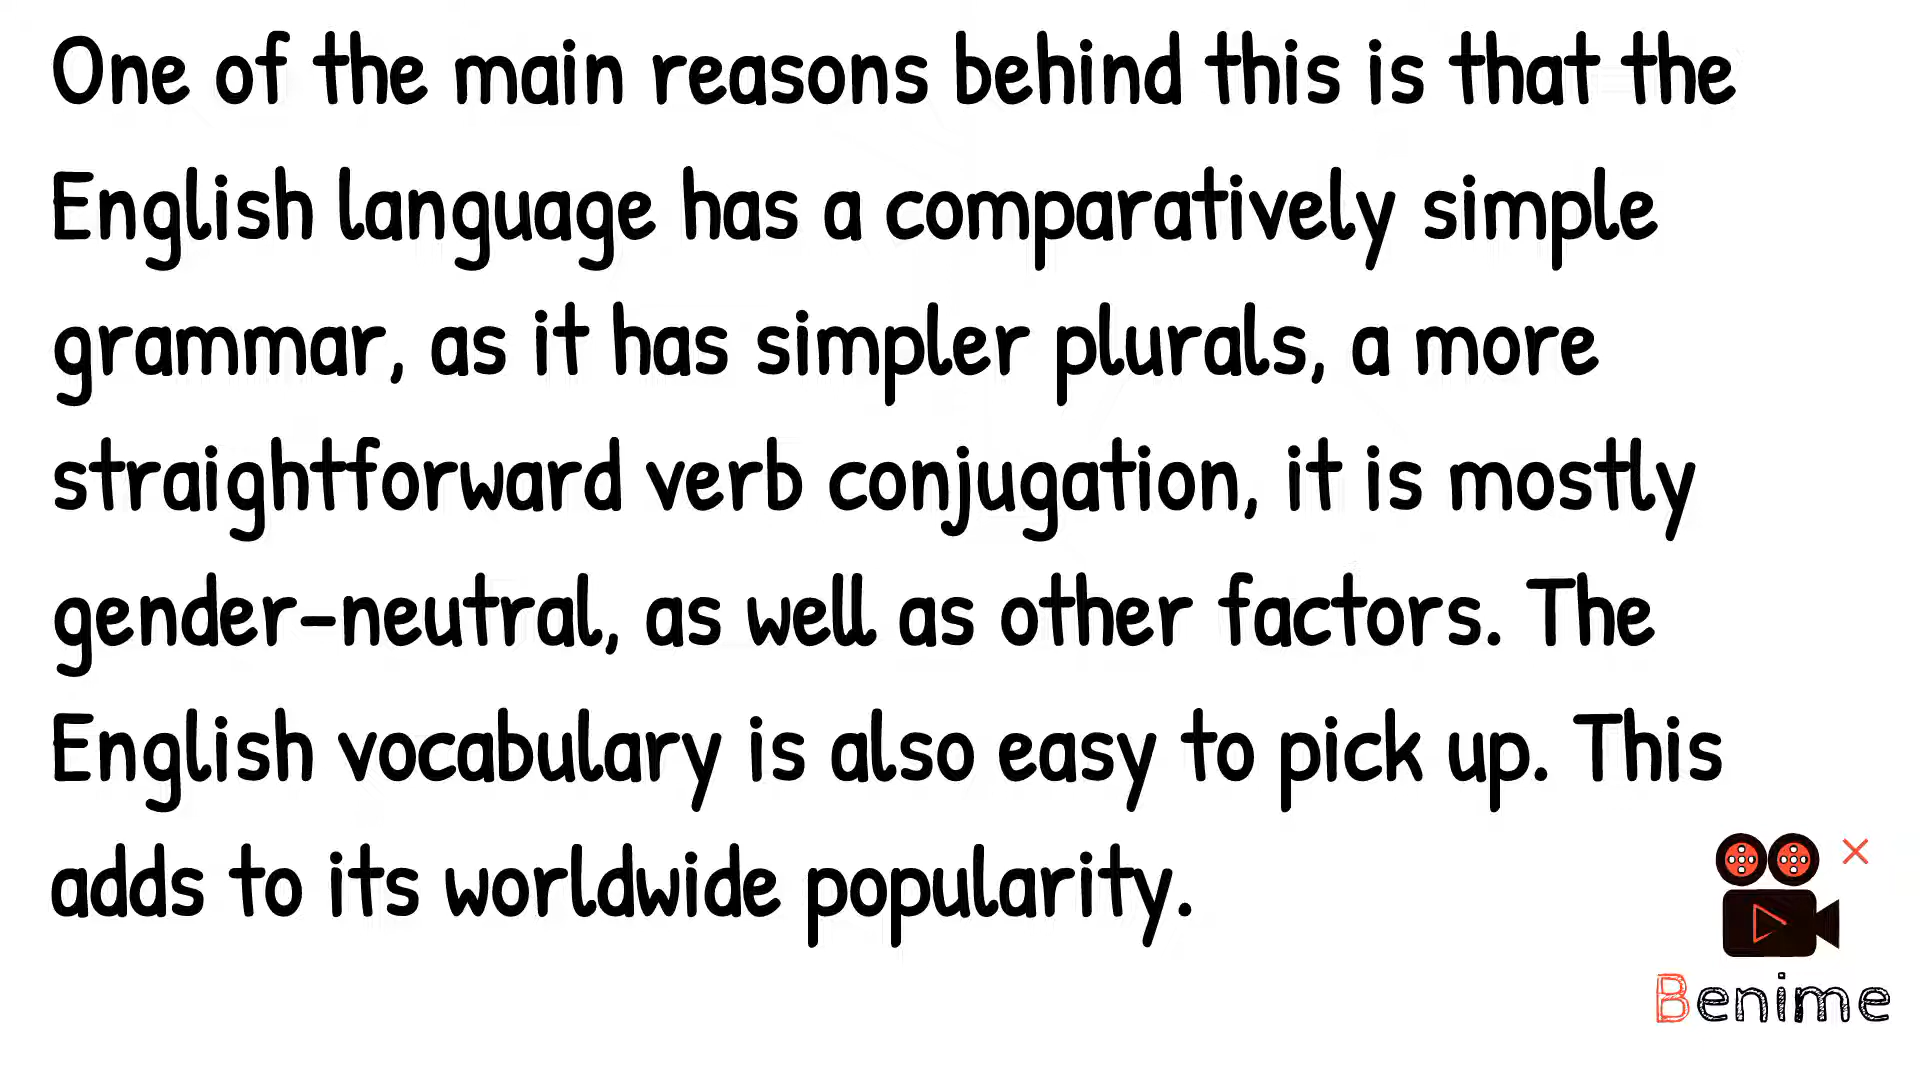 One of the main reasons behind this is that the
English language has a comparatively simple
grammar, as it has simpler plurals, a more
straightforward verb conjugation, it is mostly
gender-neutral, as well as other factors. The
English vocabulary is also easy to pick up. This
adds to its worldwide popularity.
Benime